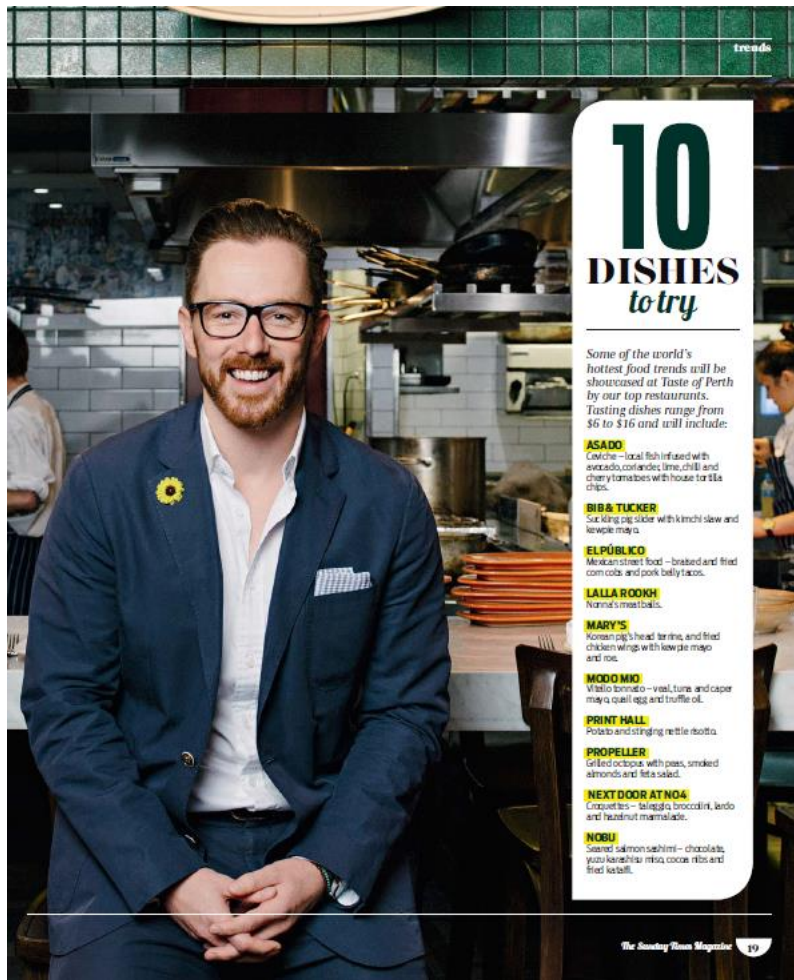 trends
10
DISHES
to try
Some of the world's
hottest food trends will be
showcased at Taste of Perth
by our top restaurants.
Tasting dishes range from
$6 to $16 and will include:
ASADO
Ceviche – local fish infused with
avocado, coriander, lime, chilli and
cherry tomatoes with house tortilla
chips.
BIB & TUCKER
Suckling pig slider with kimchi slaw and
kewpie mayo.
EL PÚBLICO
Mexican street food – braised and fried
corn cobs and pork belly tacos.
LALLA ROOKH
Nonna's meatballs.
MARY'S
Korean pig's head terrine, and fried
chicken wings with kewpie mayo
and roe.
MODO MIO
Vitello tonnato – veal, tuna and caper
mayo, quail egg and truffle oil.
PRINT HALL
Potato and stinging nettle risotto.
PROPELLER
Grilled octopus with peas, smoked
almonds and feta salad.
NEXT DOOR AT NO4
Croquettes – taleggio, broccolini, lardo
and hazelnut marmalade.
NOBU
Seared salmon sashimi – chocolate,
yuzu karashisu miso, cocoa nibs and
fried kataifi.
The Sunday Times Magazine 19